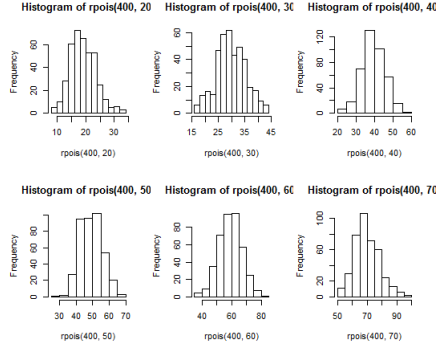 Histogram of rpois(400, 20
Histogram of rpois(400, 30
Histogram of rpois(400, 40
Frequency
0 20 40 60
10 15 20 25 30
rpois(400, 20)
Frequency
0 20 40 60
15 25 35 45
rpois(400, 30)
Frequency
0 40 80 120
20 30 40 50 60
rpois(400, 40)
Histogram of rpois(400, 50
Histogram of rpois(400, 60
Histogram of rpois(400, 70
Frequency
0 20 40 60 80
30 40 50 60 70
rpois(400, 50)
Frequency
0 20 40 60 80
40 60 80
rpois(400, 60)
Frequency
0 20 60 100
50 70 90
rpois(400, 70)